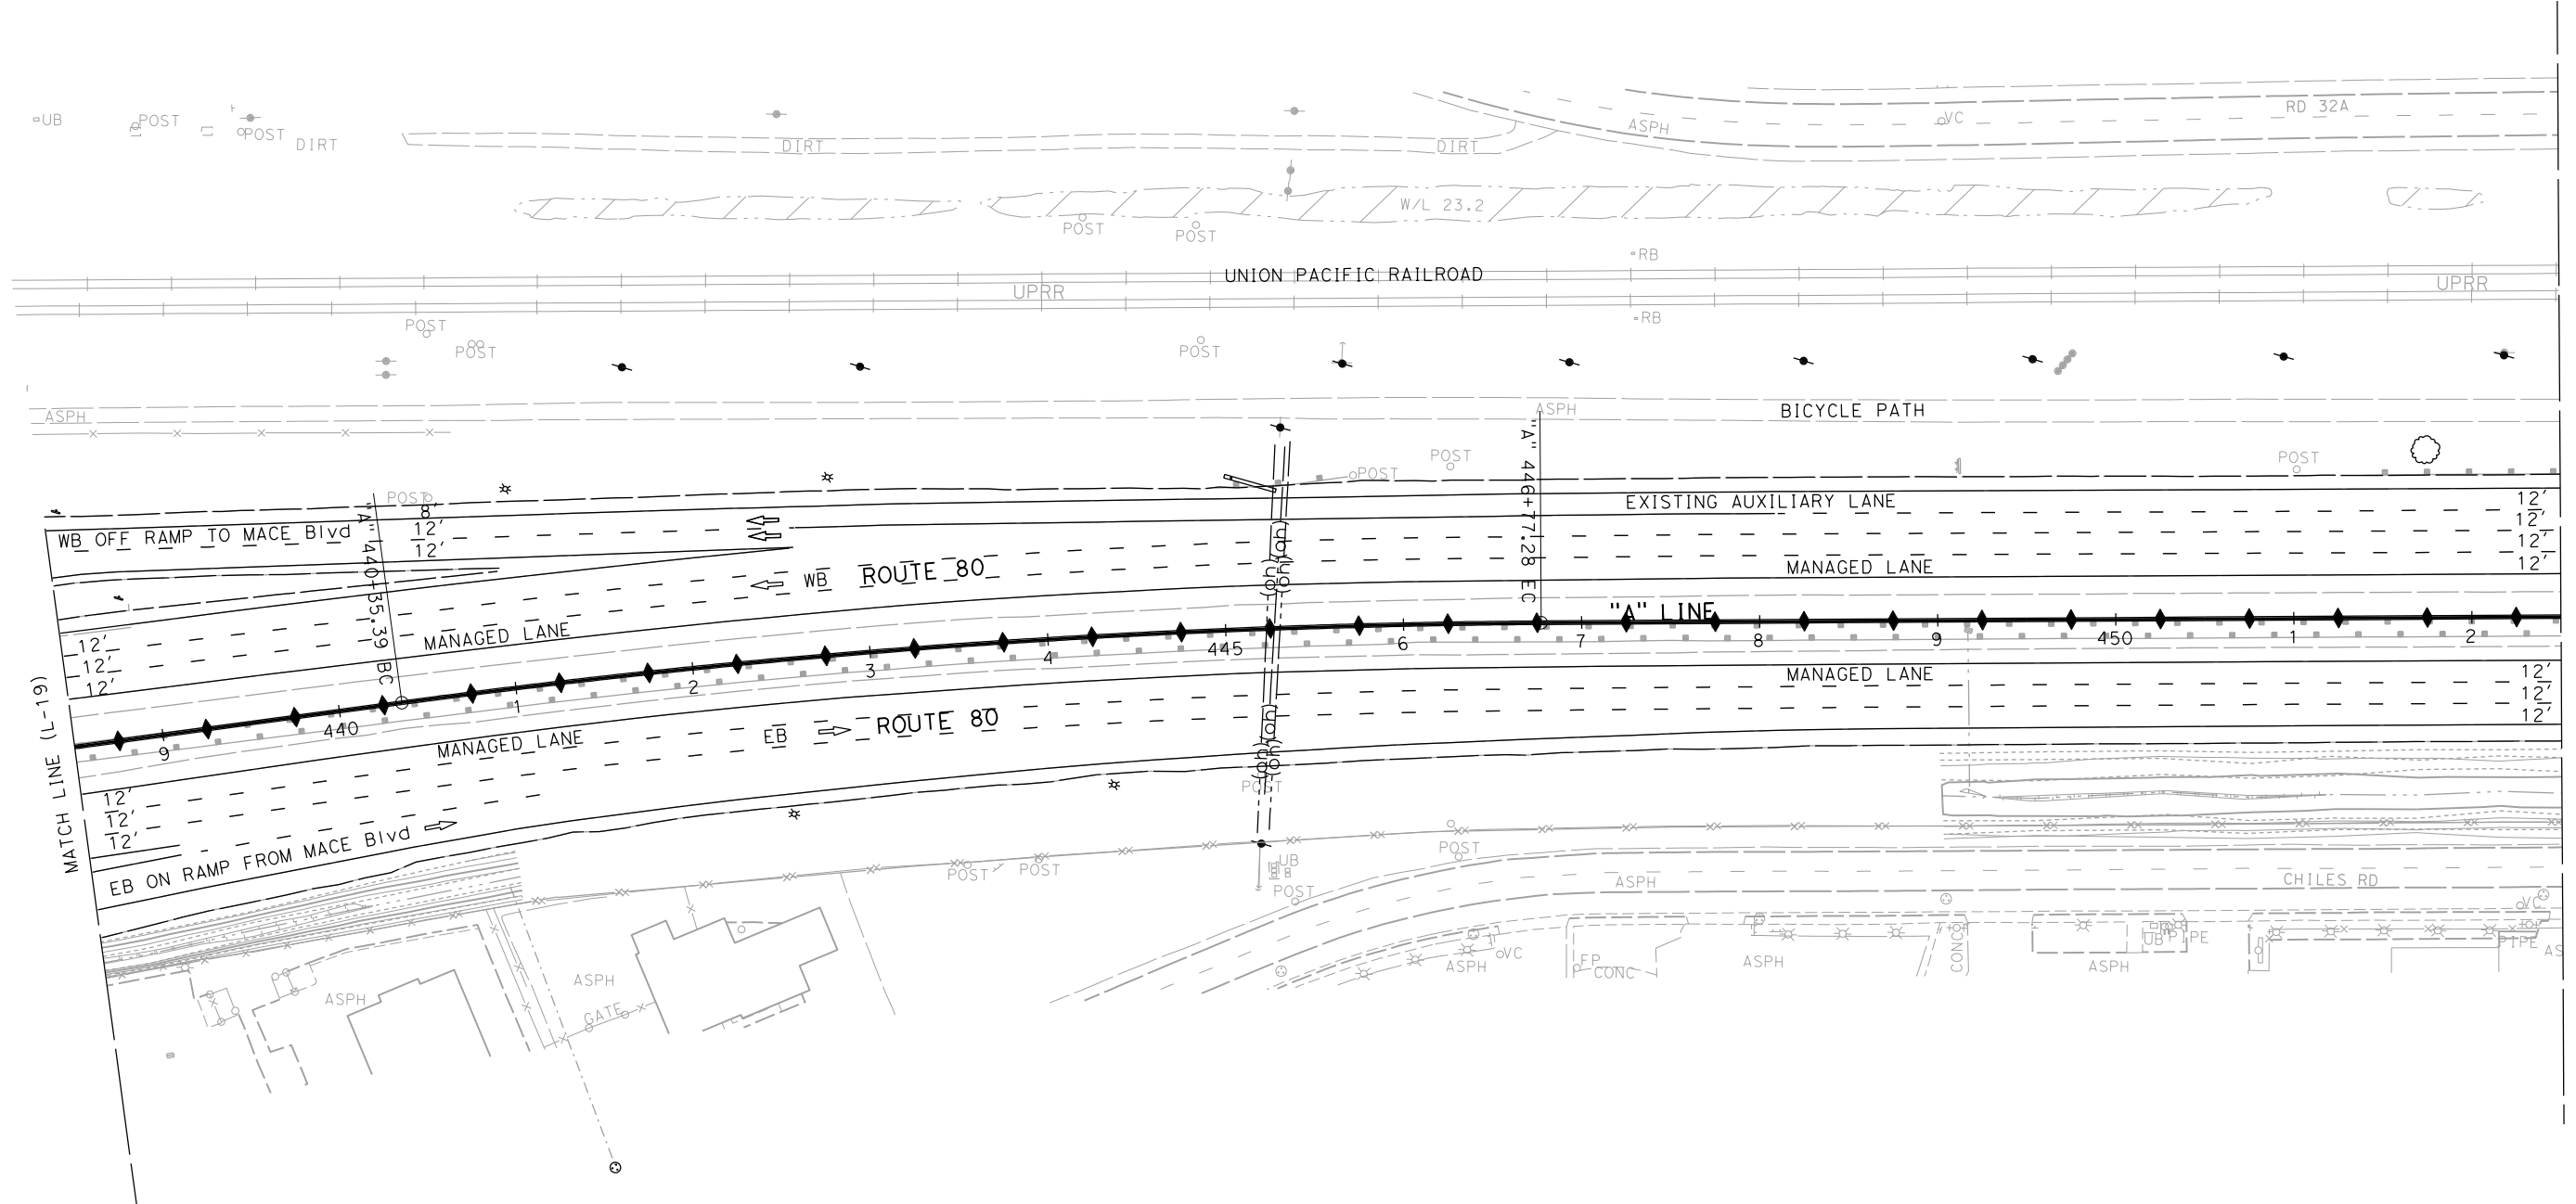 UB
POST
POST
DIRT
DIRT
DIRT
ASPH
VC
RD 32A
W/L 23.2
POST
POST
RB
UNION PACIFIC RAILROAD
UPRR
UPRR
RB
POST
POST
POST
ASPH
ASPH
BICYCLE PATH
POST
POST
POST
POST
EXISTING AUXILIARY LANE
12'
12'
12'
12'
8'
12'
12'
WB OFF RAMP TO MACE Blvd
"A" 440+35.39 BC
"A" 446+77.28 EC
WB ROUTE 80
MANAGED LANE
"A" LINE
MANAGED LANE
12'
12'
12'
9
440
1
2
3
4
445
6
7
8
9
450
1
2
(oh)
(oh)
(oh)
(oh)
(oh)
(oh)
MATCH LINE (L-19)
MANAGED LANE
MANAGED LANE
EB ROUTE 80
12'
12'
12'
12'
12'
12'
EB ON RAMP FROM MACE Blvd
POST
UB
POST
POST
POST
POST
ASPH
CHILES RD
VC
ASPH
ASPH
GATE
ASPH
VC
FP
CONC
ASPH
CONC
UB
ASPH
PIPE
AS